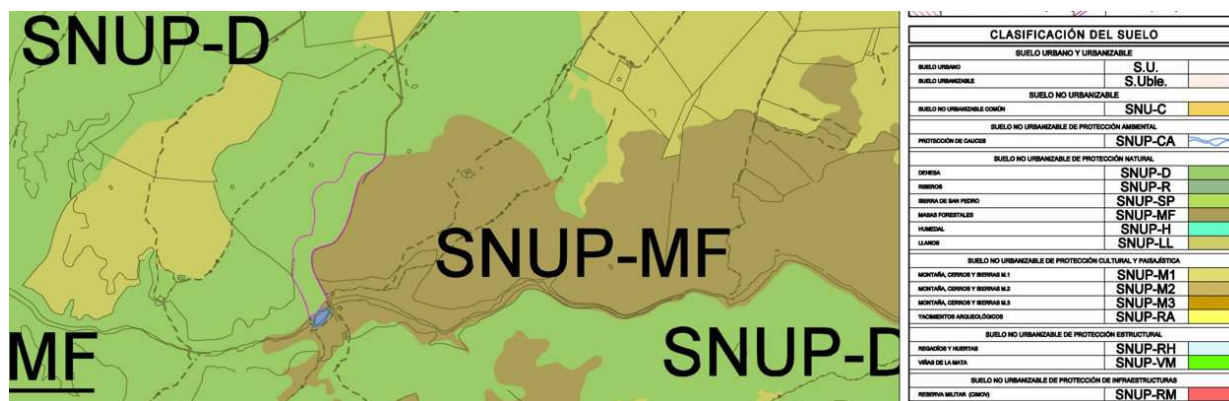 SNUP-D
SNUP-MF
SNUP-D
MF
CLASIFICACIÓN DEL SUELO
SUELO URBANO Y URBANIZABLE
SUELO URBANO S.U.
SUELO URBANIZABLE S.Uble.
SUELO NO URBANIZABLE
SUELO NO URBANIZABLE COMÚN SNU-C
SUELO NO URBANIZABLE DE PROTECCIÓN AMBIENTAL
PROTECCIÓN DE CAUCES SNUP-CA
SUELO NO URBANIZABLE DE PROTECCIÓN NATURAL
DEHESA SNUP-D
RIBEROS SNUP-R
SIERRA DE SAN PEDRO SNUP-SP
MASAS FORESTALES SNUP-MF
HUMEDAL SNUP-H
LLANOS SNUP-LL
SUELO NO URBANIZABLE DE PROTECCIÓN CULTURAL Y PAISAJÍSTICA
MONTAÑA, CERROS Y SIERRAS M.1 SNUP-M1
MONTAÑA, CERROS Y SIERRAS M.2 SNUP-M2
MONTAÑA, CERROS Y SIERRAS M.3 SNUP-M3
YACIMIENTOS ARQUEOLÓGICOS SNUP-RA
SUELO NO URBANIZABLE DE PROTECCIÓN ESTRUCTURAL
REGADÍOS Y HUERTAS SNUP-RH
VIÑAS DE LA MATA SNUP-VM
SUELO NO URBANIZABLE DE PROTECCIÓN DE INFRAESTRUCTURAS
RESERVA MILITAR (CIMOV) SNUP-RM